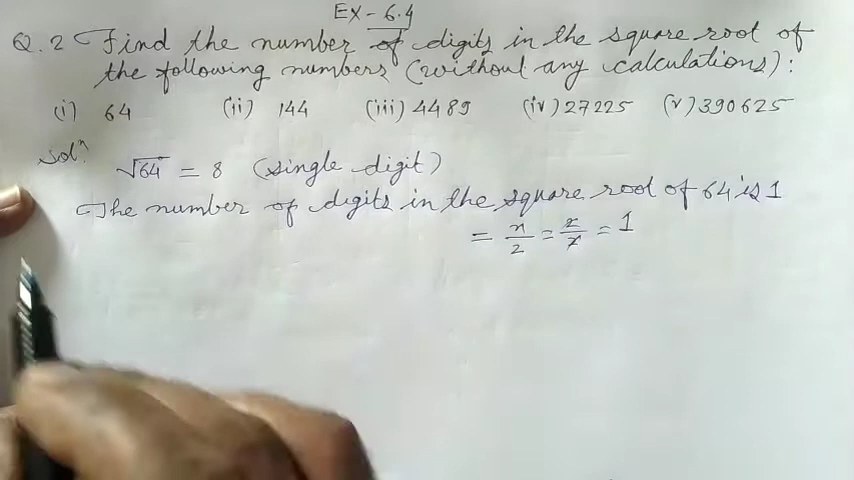 EX - 6.4
Q.2 Find the number of digits in the square root of
the following numbers (without any calculations):
(i) 64 (ii) 144 (iii) 4489 (iv) 27225 (v) 390625
Solⁿ.
√64 = 8 (single digit)
The number of digits in the square root of 64 is 1
= n/2 = 2/2 = 1